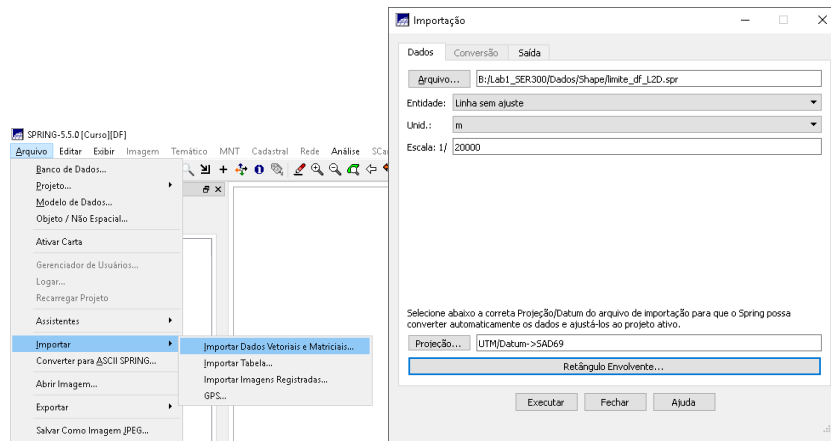 SPRING-5.5.0 [Curso][DF]
Arquivo Editar Exibir Imagem Temático MNT Cadastral Rede Análise
Banco de Dados...
Projeto...
Modelo de Dados...
Objeto / Não Espacial...
Ativar Carta
Gerenciador de Usuários...
Logar...
Recarregar Projeto
Assistentes
Importar
Converter para ASCII SPRING...
Abrir Imagem...
Exportar
Salvar Como Imagem JPEG...
Importar Dados Vetoriais e Matriciais...
Importar Tabela...
Importar Imagens Registradas...
GPS...
Importação
Dados Conversão Saída
Arquivo... B:/Lab1_SER300/Dados/Shape/limite_df_L2D.spr
Entidade: Linha sem ajuste
Unid.: m
Escala: 1/ 20000
Selecione abaixo a correta Projeção/Datum do arquivo de importação para que o Spring possa
converter automaticamente os dados e ajustá-los ao projeto ativo.
Projeção... UTM/Datum->SAD69
Retângulo Envolvente...
Executar Fechar Ajuda